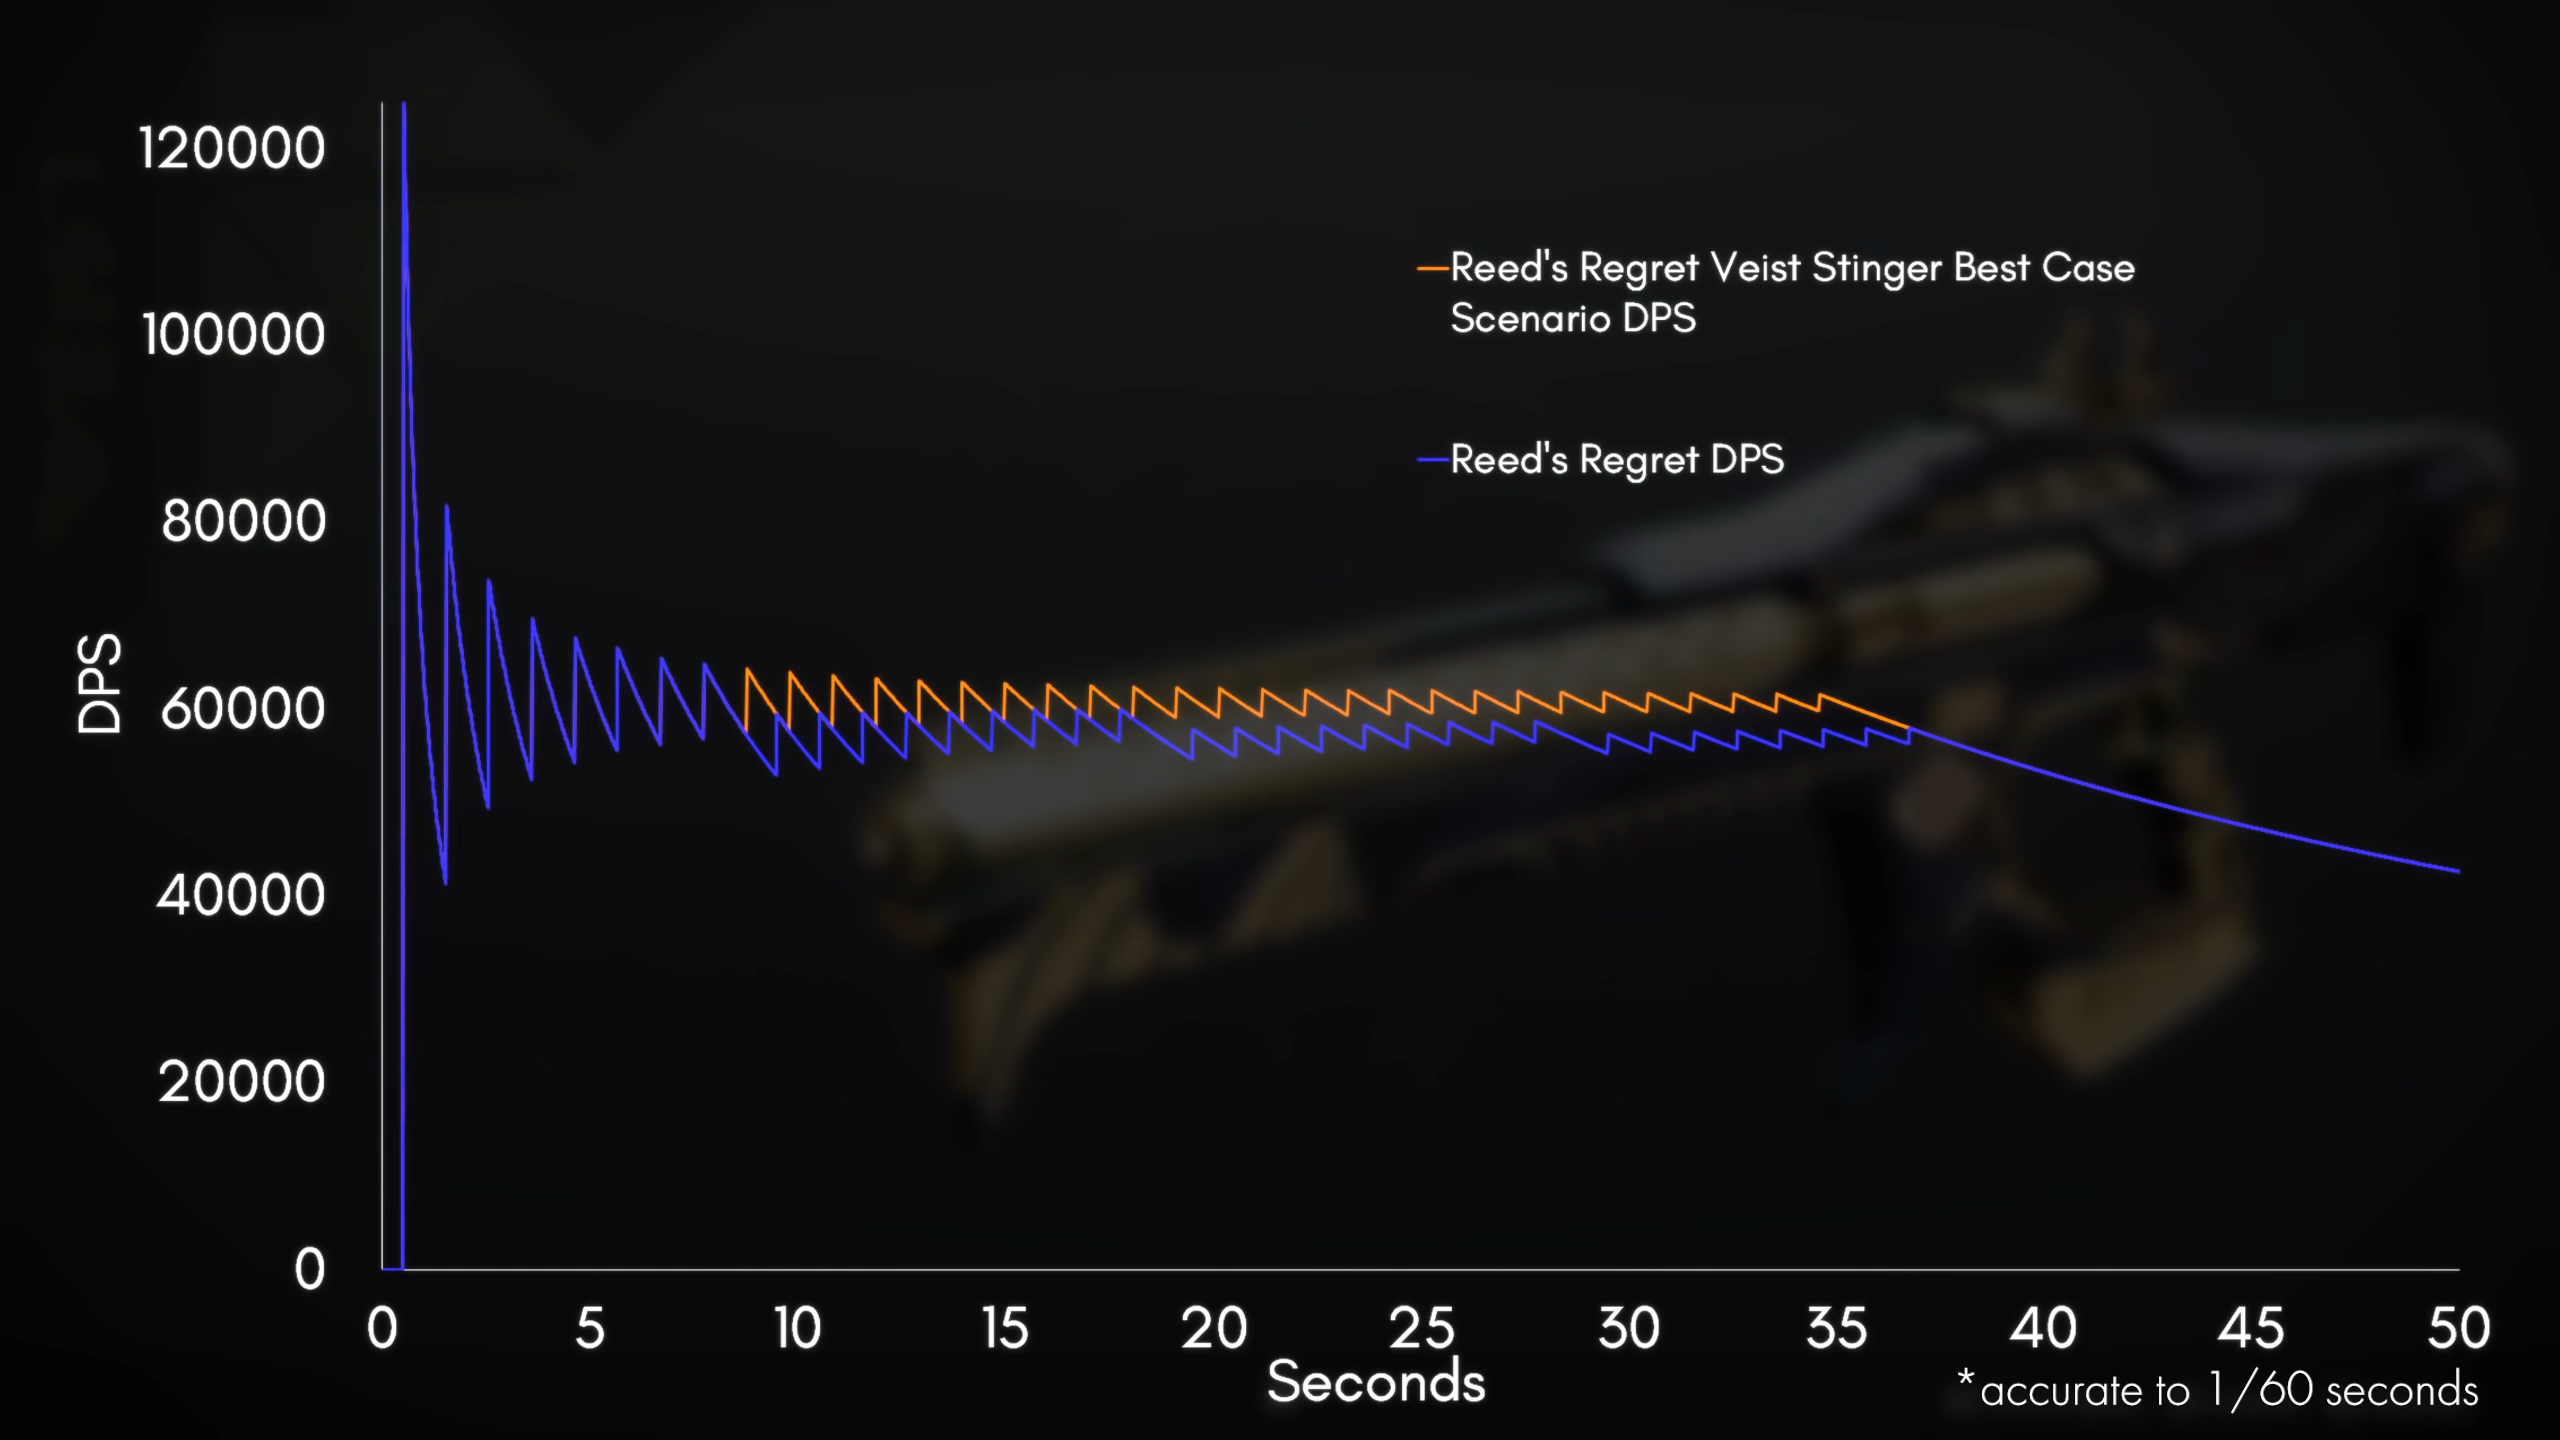 120000
100000
80000
60000
40000
20000
0
DPS
Reed's Regret Veist Stinger Best Case
Scenario DPS
Reed's Regret DPS
0 5 10 15 20 25 30 35 40 45 50
Seconds
*accurate to 1/60 seconds